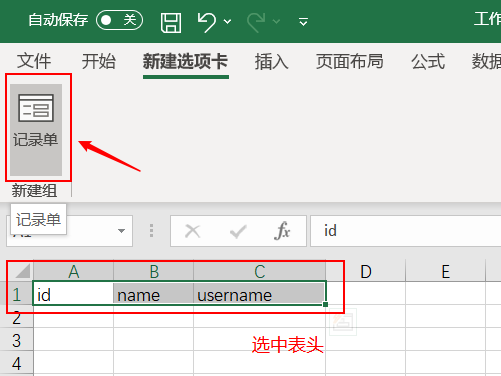 自动保存 关 工作
文件 开始 新建选项卡 插入 页面布局 公式 数据
记录单
新建组
记录单
fx id
A B C D E
1 id name username
2
3
选中表头
4